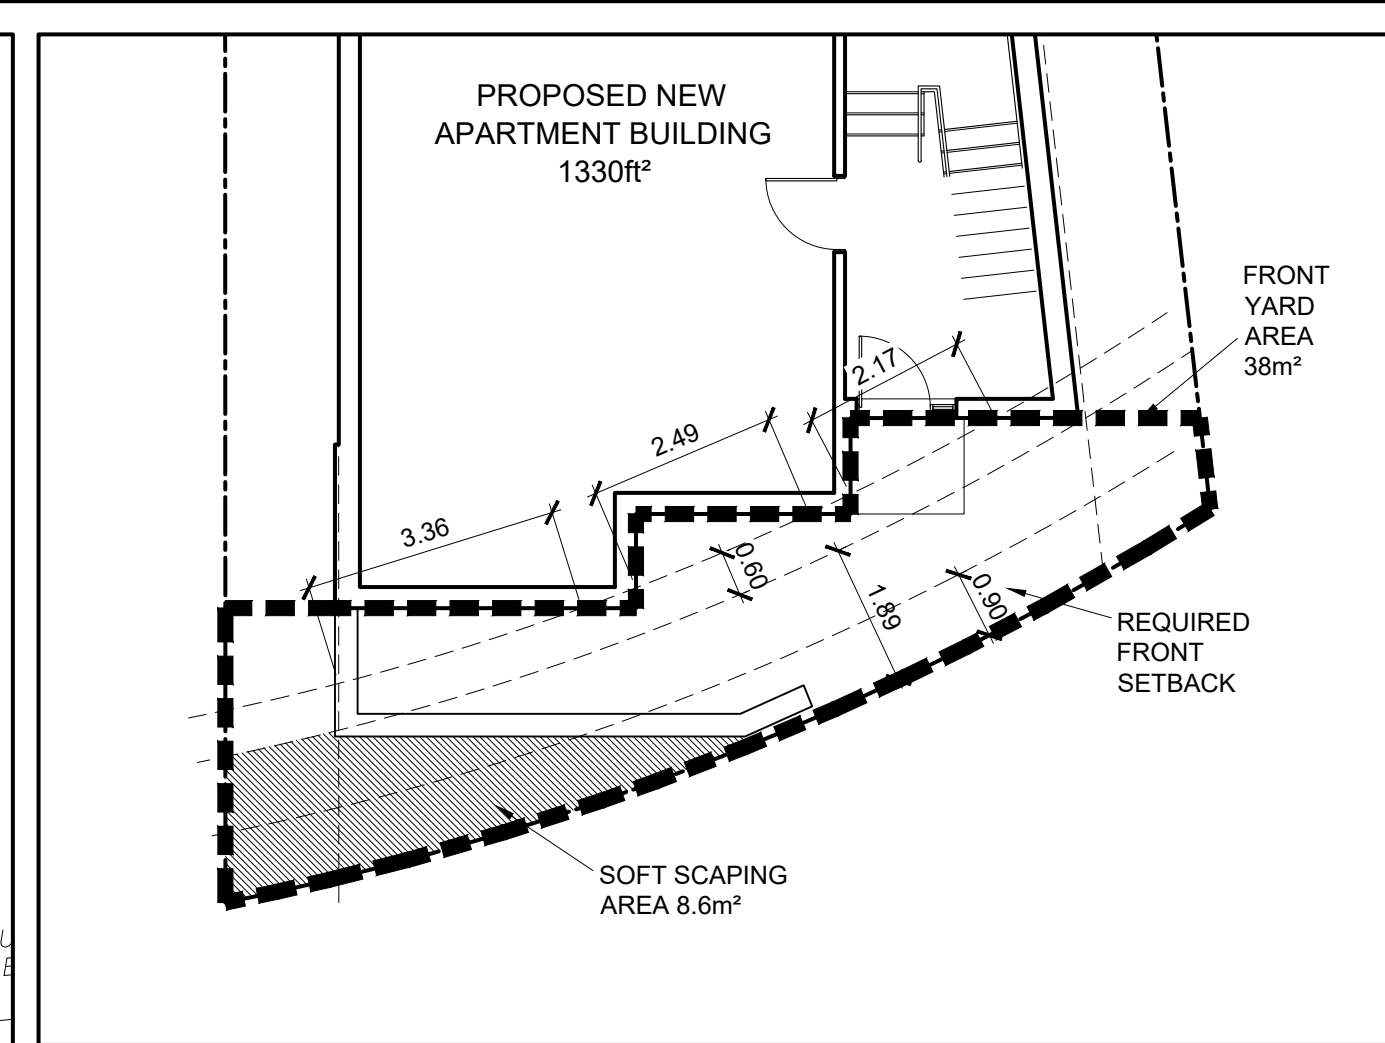 PROPOSED NEW
APARTMENT BUILDING
1330ft²
FRONT
YARD
AREA
38m²
2.17
2.49
3.36
0.60
1.89
0.90
REQUIRED
FRONT
SETBACK
SOFT SCAPING
AREA 8.6m²